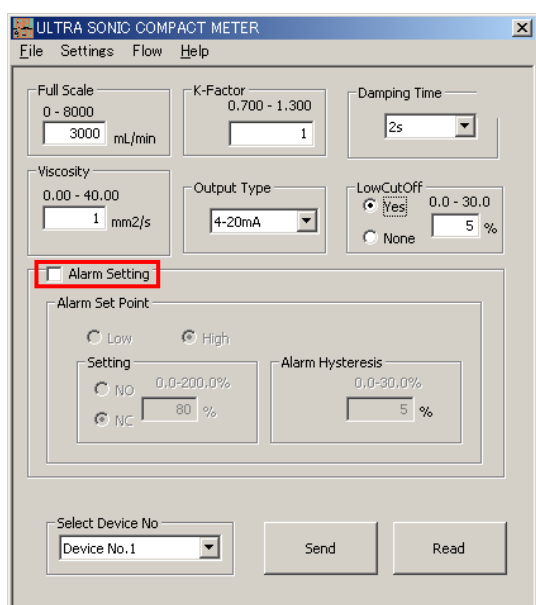 ULTRA SONIC COMPACT METER
File Settings Flow Help
Full Scale
0 - 8000
3000 mL/min
K-Factor
0.700 - 1.300
1
Damping Time
2s
Viscosity
0.00 - 40.00
1 mm2/s
Output Type
4-20mA
LowCutOff
Yes 0.0 - 30.0
5 %
None
Alarm Setting
Alarm Set Point
Low High
Setting
NO 0.0-200.0%
80 %
NC
Alarm Hysteresis
0.0-30.0%
5 %
Select Device No
Device No.1
Send
Read